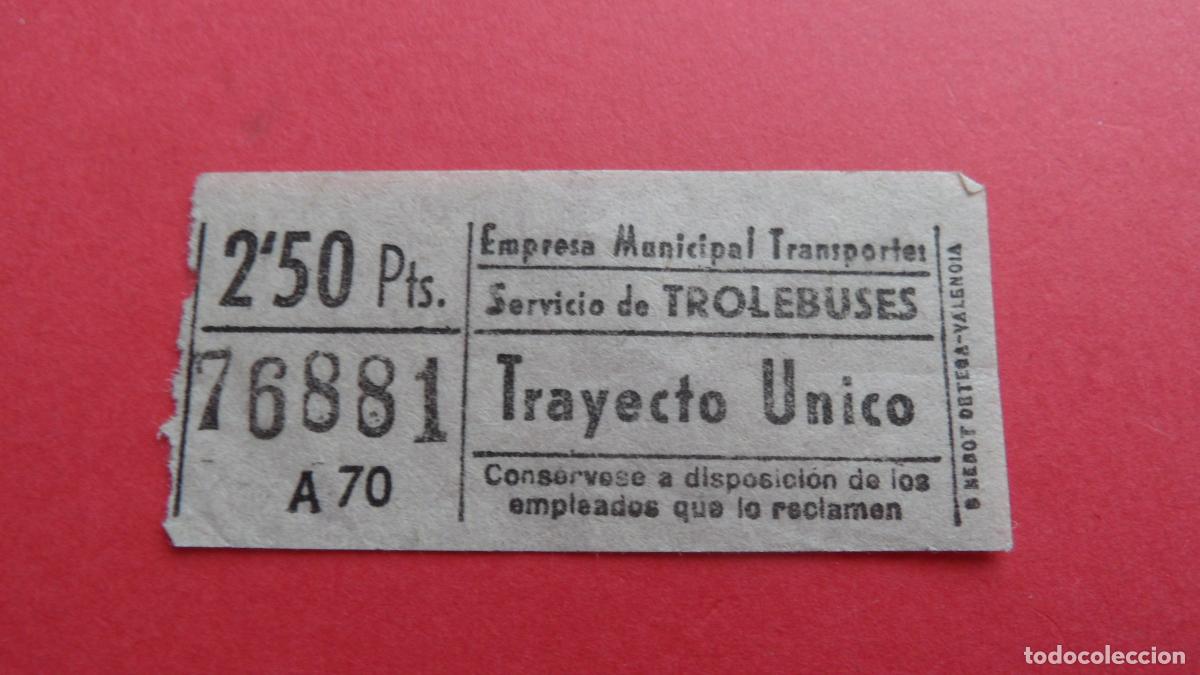 2'50 Pts.
76881
A 70
Empresa Municipal Transportes
Servicio de TROLEBUSES
Trayecto Unico
Consérvese a disposición de los
empleados que lo reclamen
NEBOT ORTEGA-VALENCIA
todocoleccion